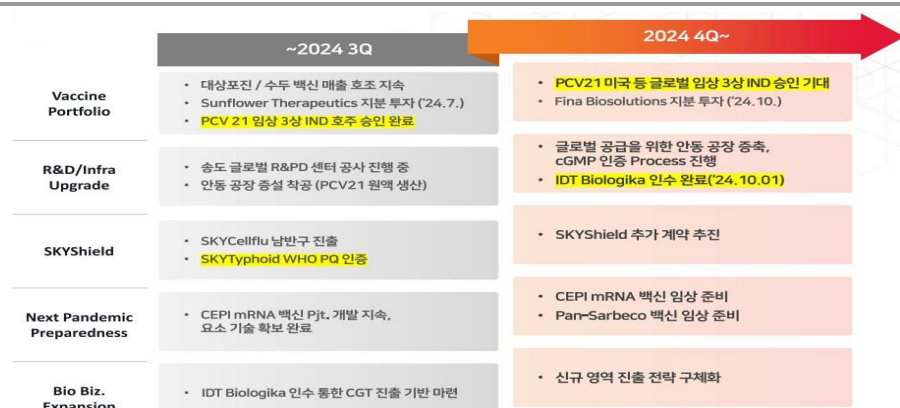 ~2024 3Q
2024 4Q~
Vaccine
Portfolio
• 대상포진 / 수두 백신 매출 호조 지속
• Sunflower Therapeutics 지분 투자 ('24.7.)
• PCV 21 임상 3상 IND 호주 승인 완료
• PCV21 미국 등 글로벌 임상 3상 IND 승인 기대
• Fina Biosolutions 지분 투자 ('24.10.)
R&D/Infra
Upgrade
• 송도 글로벌 R&PD 센터 공사 진행 중
• 안동 공장 증설 착공 (PCV21 원액 생산)
• 글로벌 공급을 위한 안동 공장 증축,
cGMP 인증 Process 진행
• IDT Biologika 인수 완료('24.10.01)
SKYShield
• SKYCellflu 남반구 진출
• SKYTyphoid WHO PQ 인증
• SKYShield 추가 계약 추진
Next Pandemic
Preparedness
• CEPI mRNA 백신 Pjt. 개발 지속,
요소 기술 확보 완료
• CEPI mRNA 백신 임상 준비
• Pan-Sarbeco 백신 임상 준비
Bio Biz.
Expansion
• IDT Biologika 인수 통한 CGT 진출 기반 마련
• 신규 영역 진출 전략 구체화